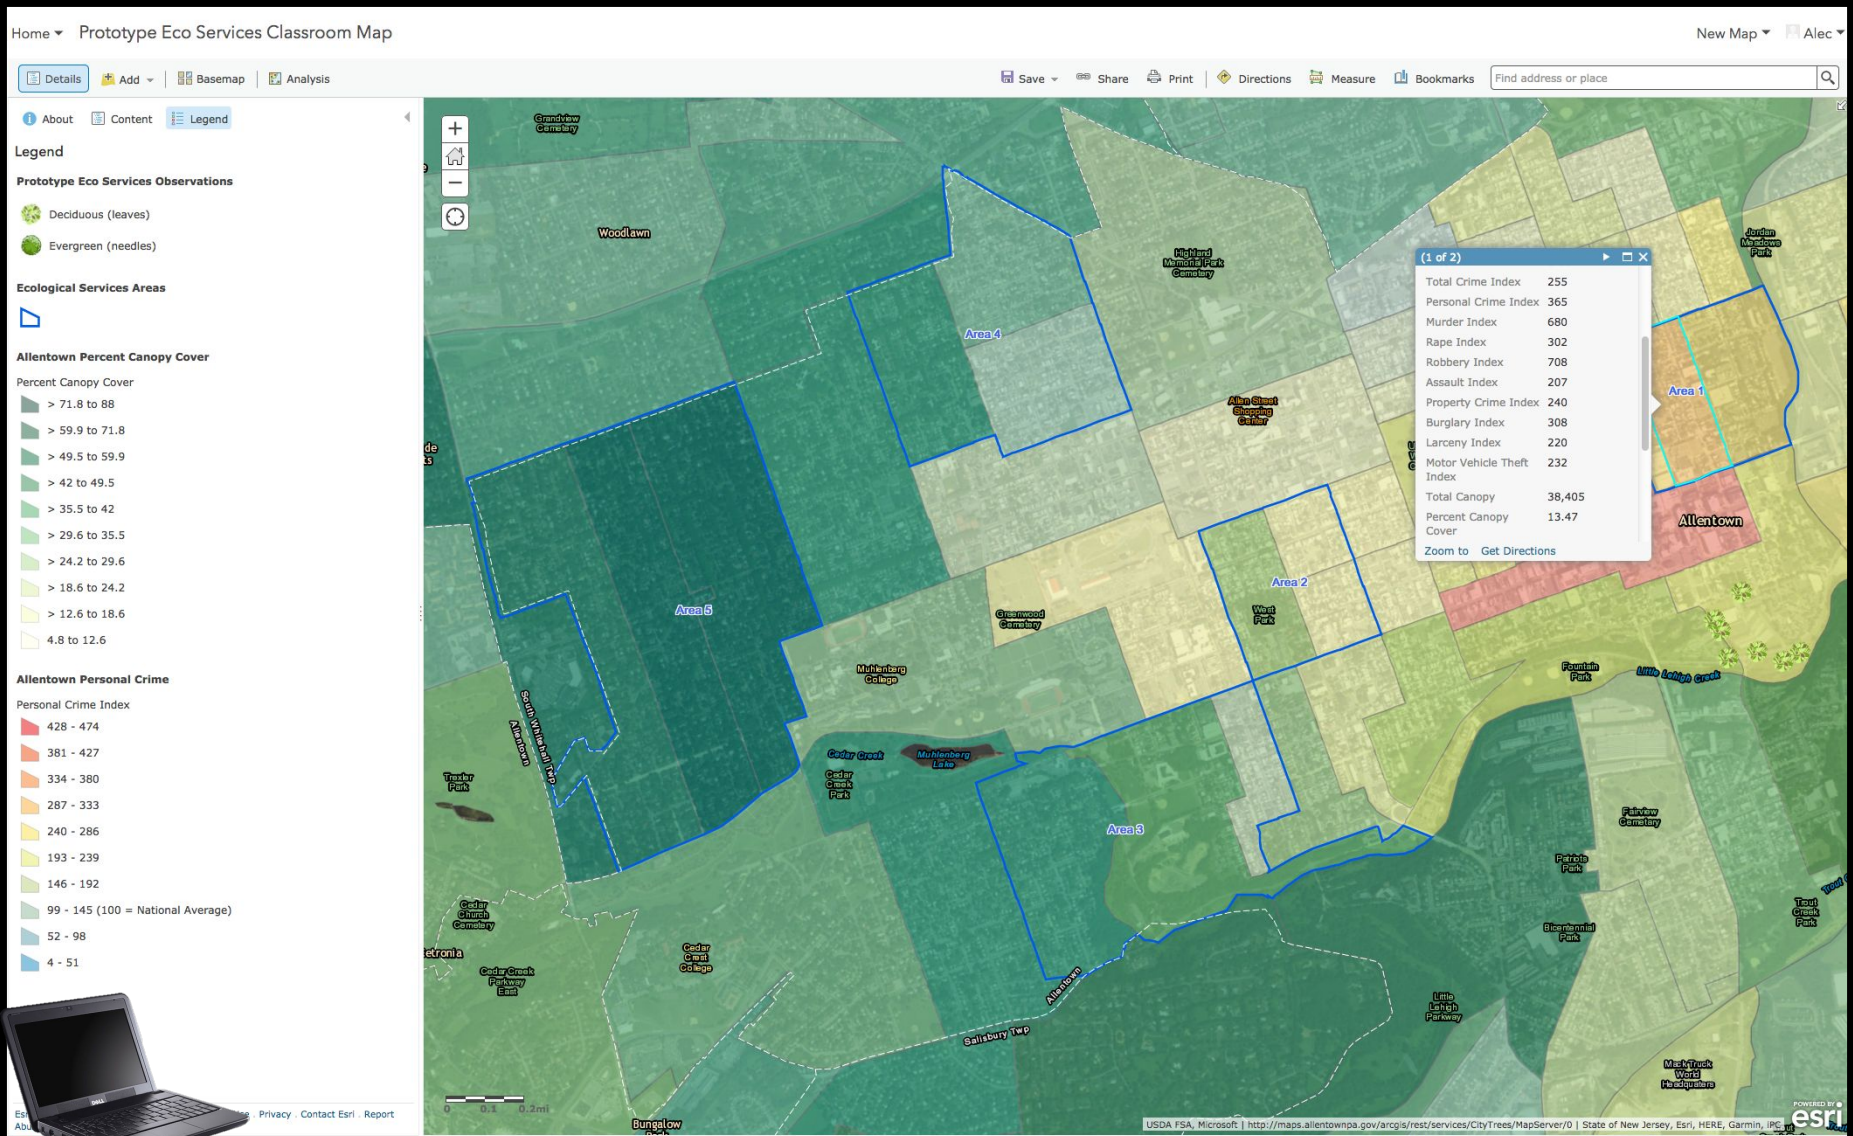 Home
Prototype Eco Services Classroom Map
New Map
Alec
Details
Add
Basemap
Analysis
Save
Share
Print
Directions
Measure
Bookmarks
Find address or place
About
Content
Legend
Legend
Prototype Eco Services Observations
Deciduous (leaves)
Evergreen (needles)
Ecological Services Areas
Allentown Percent Canopy Cover
Percent Canopy Cover
> 71.8 to 88
> 59.9 to 71.8
> 49.5 to 59.9
> 42 to 49.5
> 35.5 to 42
> 29.6 to 35.5
> 24.2 to 29.6
> 18.6 to 24.2
> 12.6 to 18.6
4.8 to 12.6
Allentown Personal Crime
Personal Crime Index
428 - 474
381 - 427
334 - 380
287 - 333
240 - 286
193 - 239
146 - 192
99 - 145 (100 = National Average)
52 - 98
4 - 51
DELL
Privacy . Contact Esri . Report
Grandview
Cemetery
Woodlawn
Highland
Memorial Park
Cemetery
Jordan
Meadows
Park
Area 4
Allen Street
Shopping
Center
(1 of 2)
Total Crime Index 255
Personal Crime Index 365
Murder Index 680
Rape Index 302
Robbery Index 708
Assault Index 207
Property Crime Index 240
Burglary Index 308
Larceny Index 220
Motor Vehicle Theft
Index 232
Total Canopy 38,405
Percent Canopy
Cover 13.47
Zoom to
Get Directions
Area 1
Allentown
Area 2
West
Park
Area 5
Greenwood
Cemetery
Muhlenberg
College
Fountain
Park
Little Lehigh Creek
South Whitehall Twp
Allentown
Cedar Creek
Muhlenberg
Lake
Cedar
Creek
Park
Trexler
Park
Area 3
Fairview
Cemetary
Patriots
Park
Cedar
Church
Cemetery
etronia
Cedar
Crest
College
Bicentennial
Park
Trout
Creek
Park
Trout
Cedar Creek
Parkway
East
Allentown
Salisbury Twp
Little
Lehigh
Parkway
Mack Truck
World
Headquarters
Bungalow
0 0.1 0.2mi
USDA FSA, Microsoft | http://maps.allentownpa.gov/arcgis/rest/services/CityTrees/MapServer/0 | State of New Jersey, Esri, HERE, Garmin, iPC
POWERED BY
esri